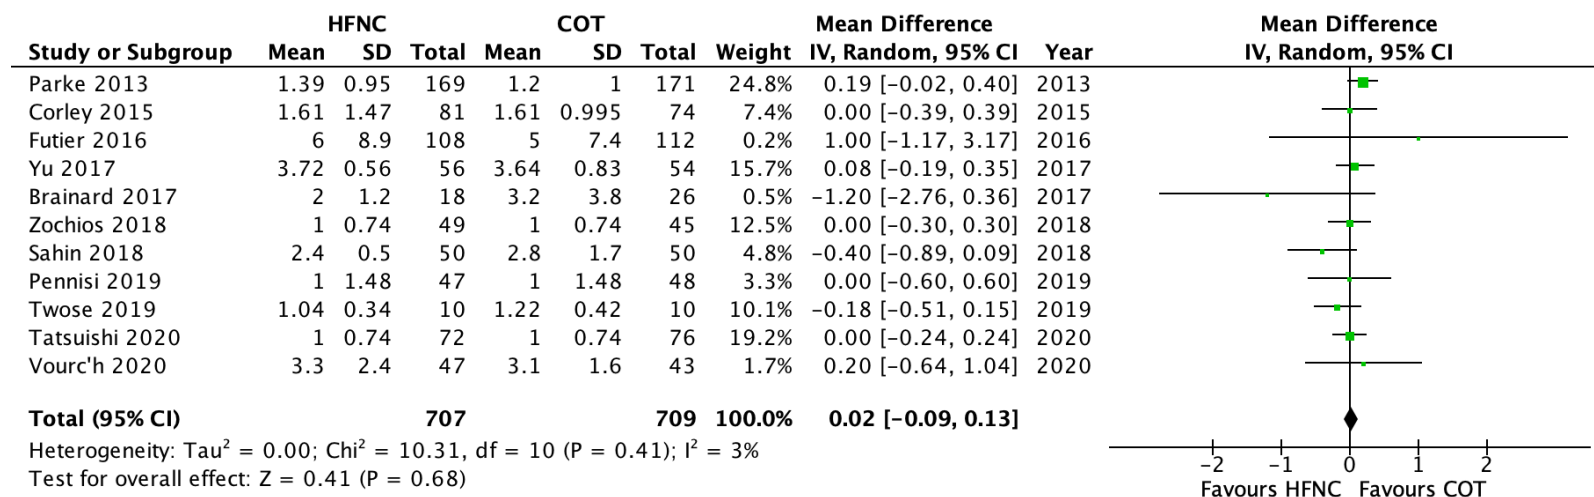 HFNC COT Mean Difference Mean Difference
Study or Subgroup Mean SD Total Mean SD Total Weight IV, Random, 95% CI Year IV, Random, 95% CI
Parke 2013 1.39 0.95 169 1.2 1 171 24.8% 0.19 [−0.02, 0.40] 2013
Corley 2015 1.61 1.47 81 1.61 0.995 74 7.4% 0.00 [−0.39, 0.39] 2015
Futier 2016 6 8.9 108 5 7.4 112 0.2% 1.00 [−1.17, 3.17] 2016
Yu 2017 3.72 0.56 56 3.64 0.83 54 15.7% 0.08 [−0.19, 0.35] 2017
Brainard 2017 2 1.2 18 3.2 3.8 26 0.5% −1.20 [−2.76, 0.36] 2017
Zochios 2018 1 0.74 49 1 0.74 45 12.5% 0.00 [−0.30, 0.30] 2018
Sahin 2018 2.4 0.5 50 2.8 1.7 50 4.8% −0.40 [−0.89, 0.09] 2018
Pennisi 2019 1 1.48 47 1 1.48 48 3.3% 0.00 [−0.60, 0.60] 2019
Twose 2019 1.04 0.34 10 1.22 0.42 10 10.1% −0.18 [−0.51, 0.15] 2019
Tatsuishi 2020 1 0.74 72 1 0.74 76 19.2% 0.00 [−0.24, 0.24] 2020
Vourc'h 2020 3.3 2.4 47 3.1 1.6 43 1.7% 0.20 [−0.64, 1.04] 2020
Total (95% CI) 707 709 100.0% 0.02 [−0.09, 0.13]
Heterogeneity: Tau² = 0.00; Chi² = 10.31, df = 10 (P = 0.41); I² = 3%
Test for overall effect: Z = 0.41 (P = 0.68)
−2 −1 0 1 2
Favours HFNC Favours COT